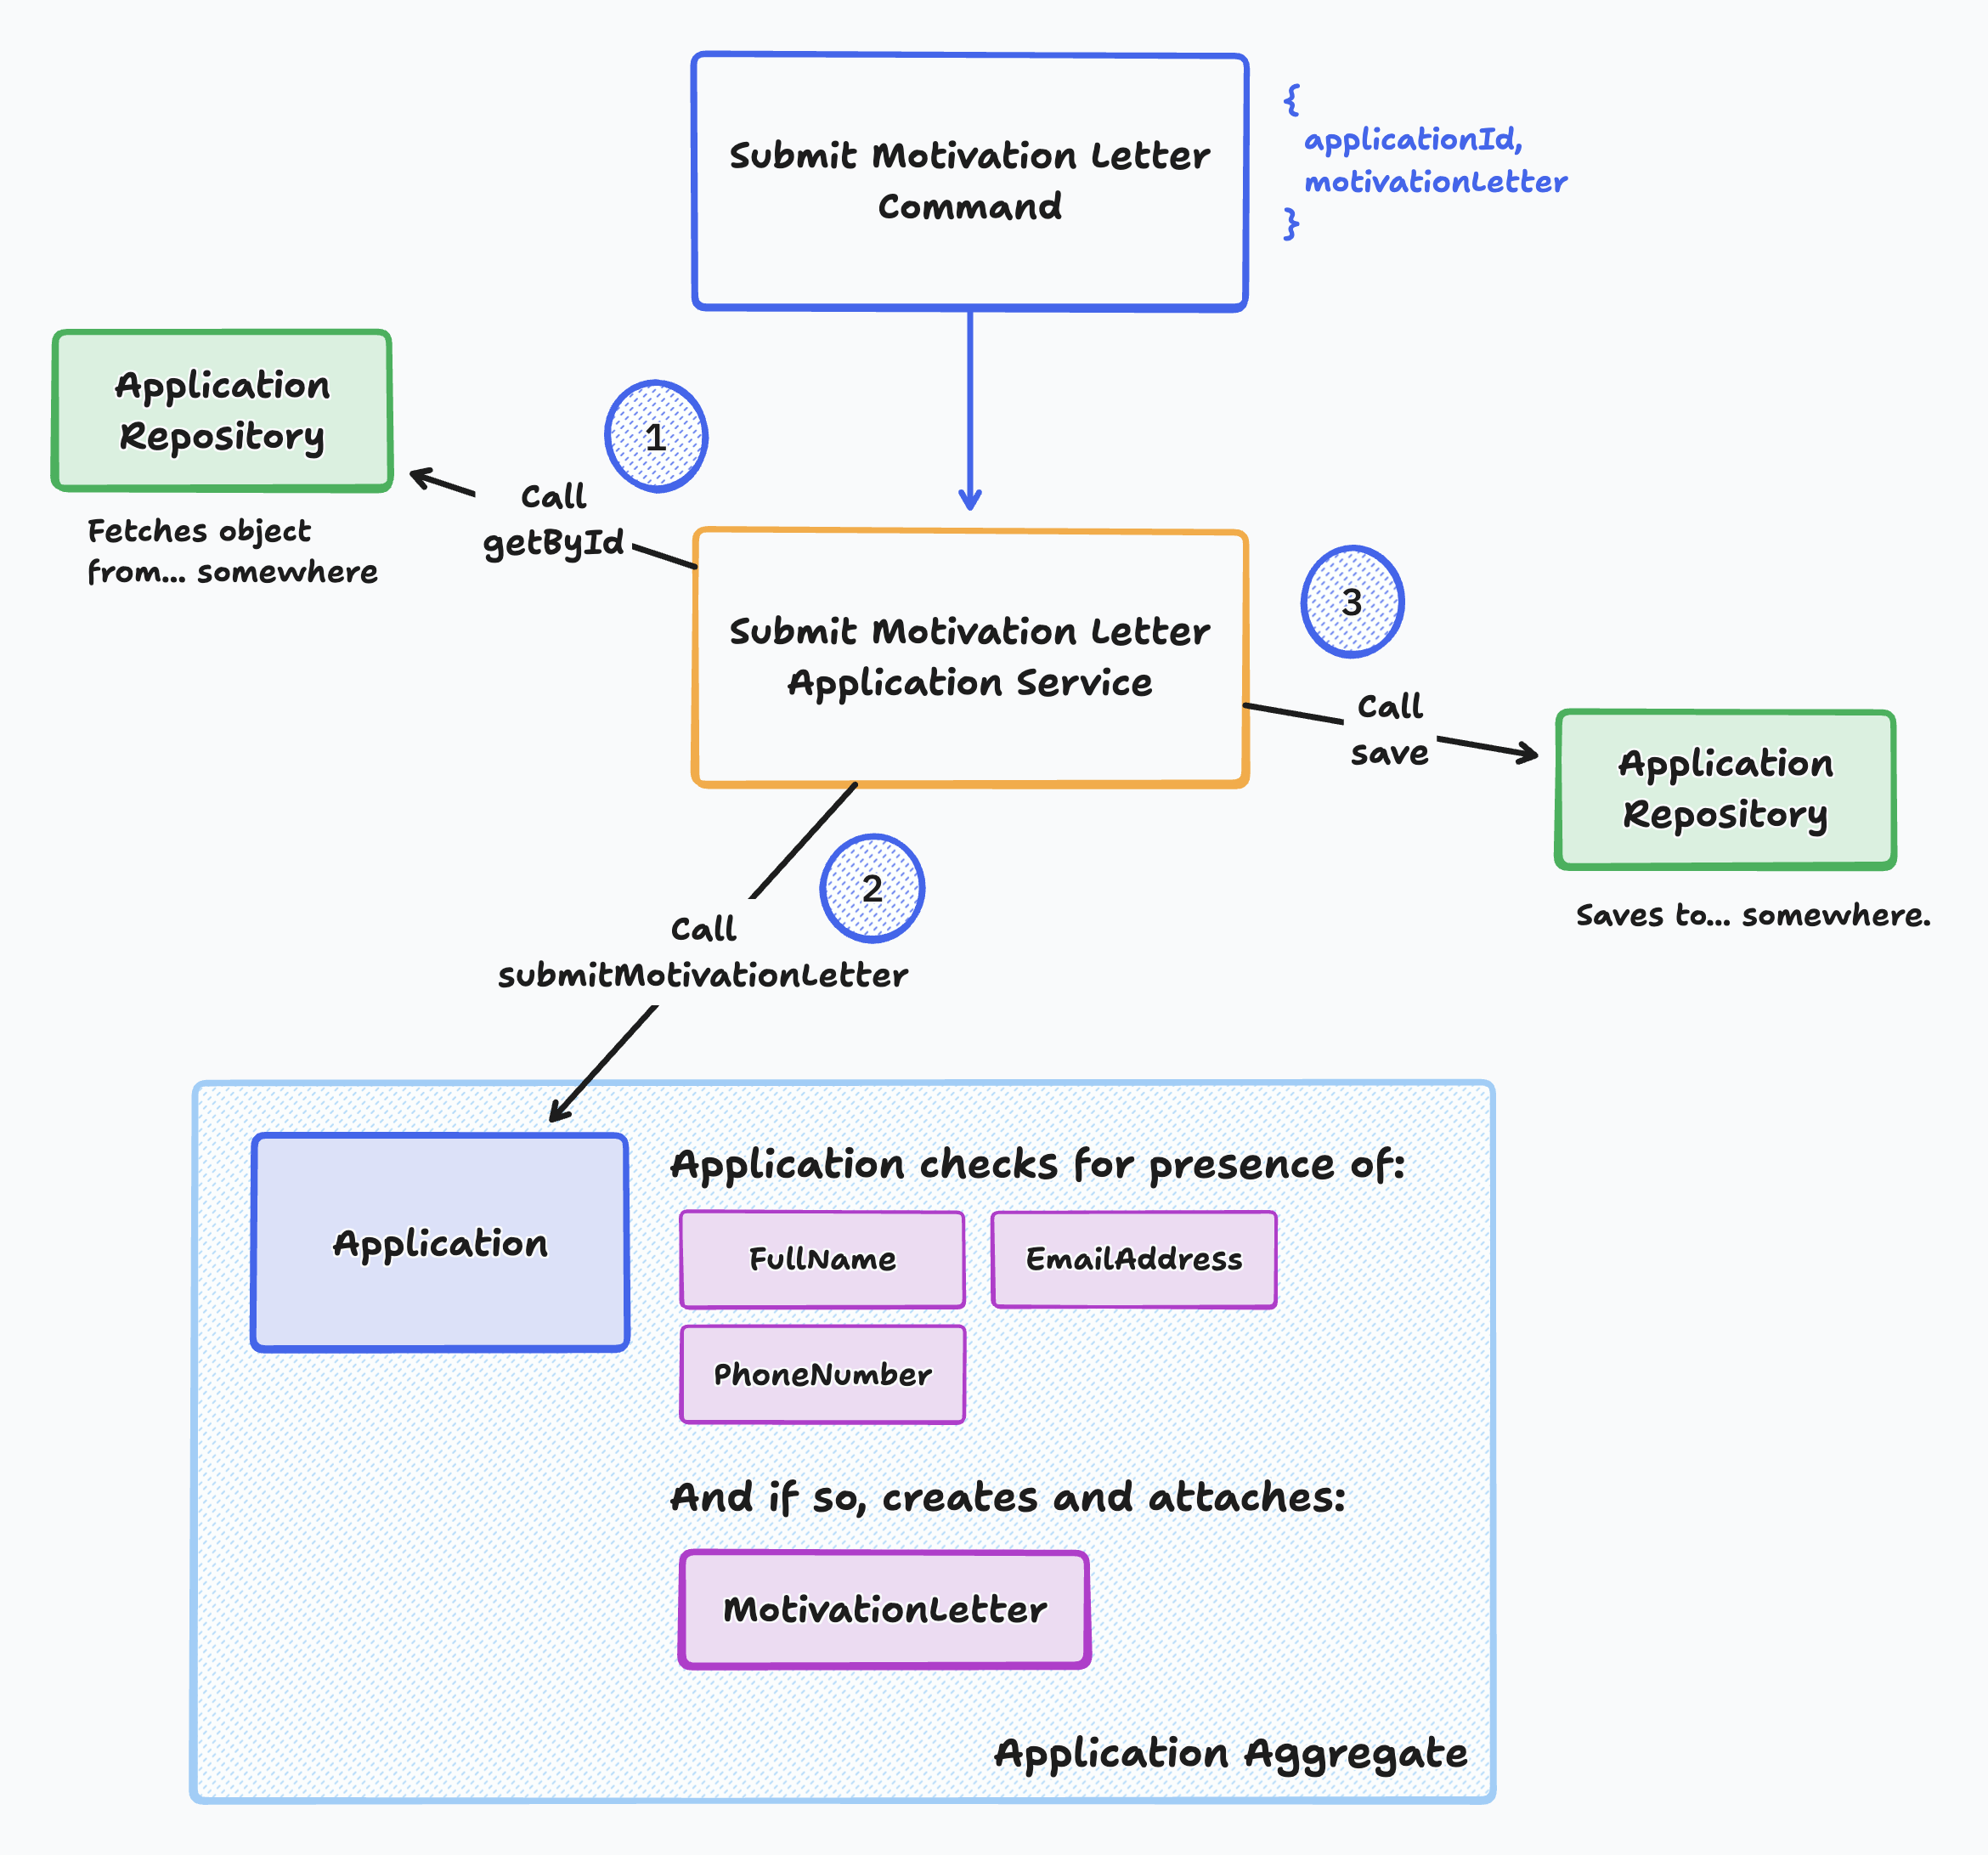 Submit Motivation Letter
Command
{
applicationId,
motivationLetter
}
Application
Repository
Fetches object
from... somewhere
1
Call
getById
Submit Motivation Letter
Application Service
3
Call
save
Application
Repository
Saves to... somewhere.
2
Call
submitMotivationLetter
Application
Application checks for presence of:
FullName
EmailAddress
PhoneNumber
And if so, creates and attaches:
MotivationLetter
Application Aggregate